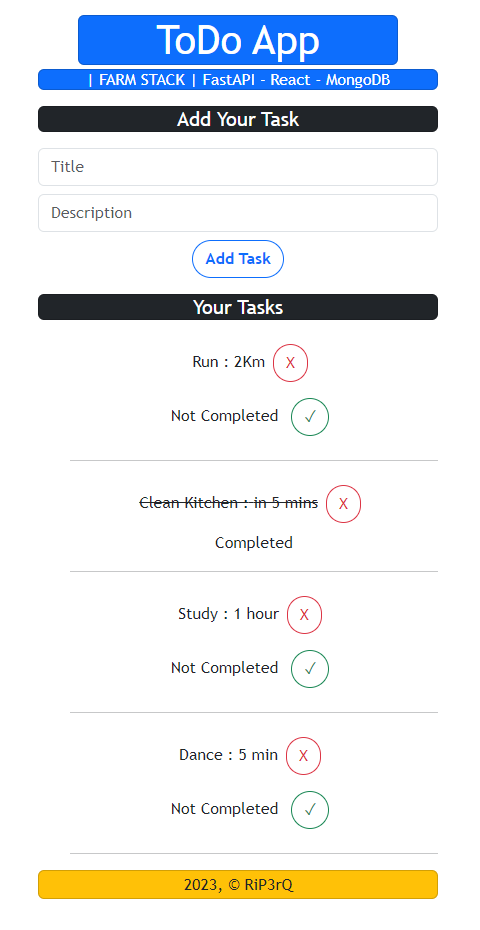 ToDo App
| FARM STACK | FastAPI - React - MongoDB
Add Your Task
Title
Description
Add Task
Your Tasks
Run : 2Km X
Not Completed ✓
Clean Kitchen : in 5 mins X
Completed
Study : 1 hour X
Not Completed ✓
Dance : 5 min X
Not Completed ✓
2023, © RiP3rQ